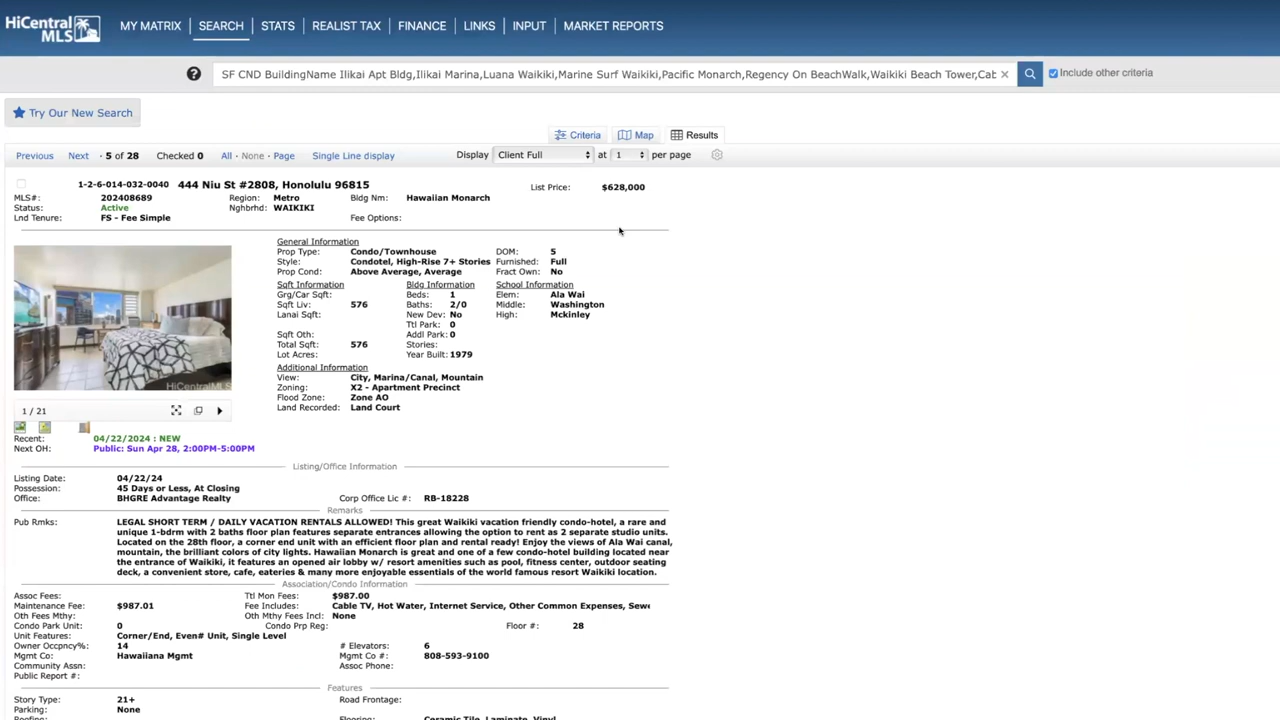 HiCentral MLS
MY MATRIX SEARCH STATS REALIST TAX FINANCE LINKS INPUT MARKET REPORTS
? SF CND BuildingName Ilikai Apt Bldg,Ilikai Marina,Luana Waikiki,Marine Surf Waikiki,Pacific Monarch,Regency On BeachWalk,Waikiki Beach Tower,Cat Include other criteria
Try Our New Search
Criteria Map Results
Previous Next · 5 of 28 Checked 0 All · None · Page Single Line display Display Client Full at 1 per page
1-2-6-014-032-0040 444 Niu St #2808, Honolulu 96815 List Price: $628,000
MLS#: 202408689 Region: Metro Bldg Nm: Hawaiian Monarch
Status: Active Nghbrhd: WAIKIKI
Lnd Tenure: FS - Fee Simple Fee Options:
General Information
Prop Type: Condo/Townhouse DOM: 5
Style: Condotel, High-Rise 7+ Stories Furnished: Full
Prop Cond: Above Average, Average Fract Own: No
Sqft Information Bldg Information School Information
Grg/Car Sqft: Beds: 1 Elem: Ala Wai
Sqft Liv: 576 Baths: 2/0 Middle: Washington
Lanai Sqft: New Dev: No High: Mckinley
Ttl Park: 0
Sqft Oth: Addl Park: 0
Total Sqft: 576 Stories:
Lot Acres: Year Built: 1979
Additional Information
View: City, Marina/Canal, Mountain
Zoning: X2 - Apartment Precinct
Flood Zone: Zone AO
Land Recorded: Land Court
HiCentralMLS
1 / 21
Recent: 04/22/2024 : NEW
Next OH: Public: Sun Apr 28, 2:00PM-5:00PM
Listing/Office Information
Listing Date: 04/22/24
Possession: 45 Days or Less, At Closing
Office: BHGRE Advantage Realty Corp Office Lic #: RB-18228
Remarks
Pub Rmks: LEGAL SHORT TERM / DAILY VACATION RENTALS ALLOWED! This great Waikiki vacation friendly condo-hotel, a rare and
unique 1-bdrm with 2 baths floor plan features separate entrances allowing the option to rent as 2 separate studio units.
Located on the 28th floor, a corner end unit with an efficient floor plan and rental ready! Enjoy the views of Ala Wai canal,
mountain, the brilliant colors of city lights. Hawaiian Monarch is great and one of a few condo-hotel building located near
the entrance of Waikiki, it features an opened air lobby w/ resort amenities such as pool, fitness center, outdoor seating
deck, a convenient store, cafe, eateries & many more enjoyable essentials of the world famous resort Waikiki location.
Association/Condo Information
Assoc Fees: Ttl Mon Fees: $987.00
Maintenance Fee: $987.01 Fee Includes: Cable TV, Hot Water, Internet Service, Other Common Expenses, Sewe
Oth Fees Mthy: Oth Mthy Fees Incl: None
Condo Park Unit: 0 Condo Prp Reg: Floor #: 28
Unit Features: Corner/End, Even# Unit, Single Level
Owner Occpncy%: 14 # Elevators: 6
Mgmt Co: Hawaiiana Mgmt Mgmt Co #: 808-593-9100
Community Assn: Assoc Phone:
Public Report #:
Features
Story Type: 21+ Road Frontage:
Parking: None
Roofing: Flooring: Ceramic Tile, Laminate, Vinyl